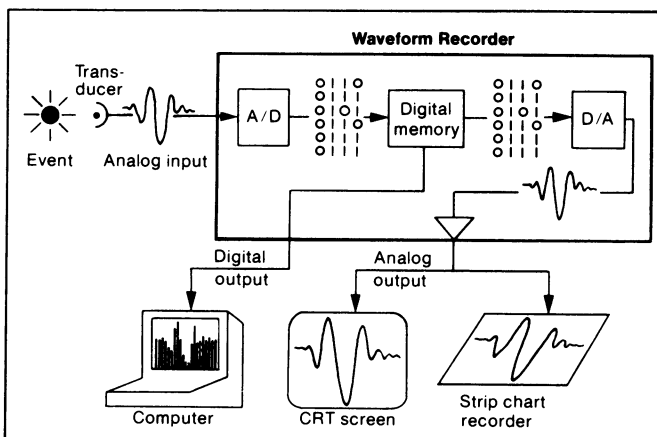 Waveform Recorder
Trans-
ducer
A/D
Digital
memory
D/A
Event
Analog input
Digital
output
Analog
output
Computer
CRT screen
Strip chart
recorder